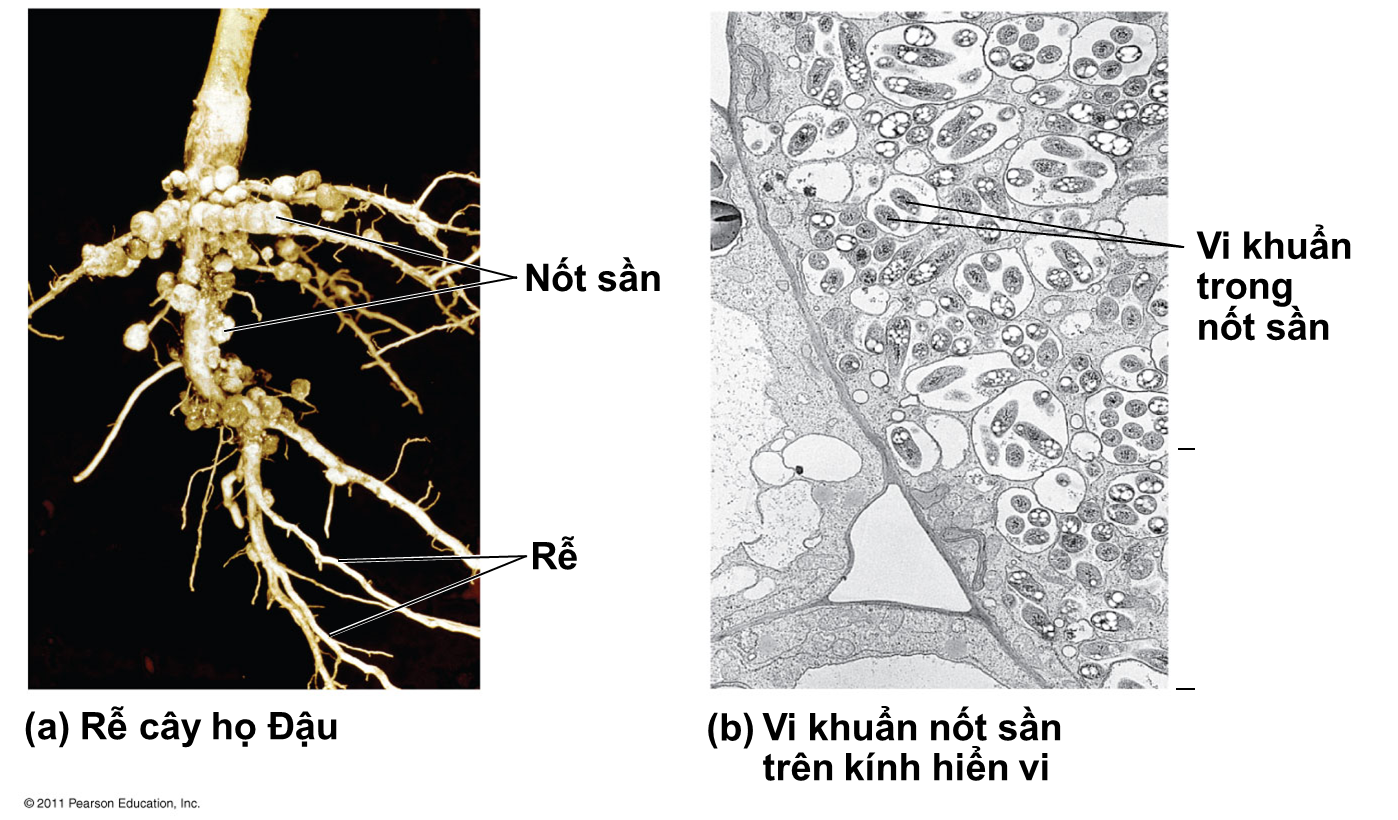 Nốt sần
Rễ
(a) Rễ cây họ Đậu
Vi khuẩn
trong
nốt sần
(b) Vi khuẩn nốt sần
trên kính hiển vi
© 2011 Pearson Education, Inc.